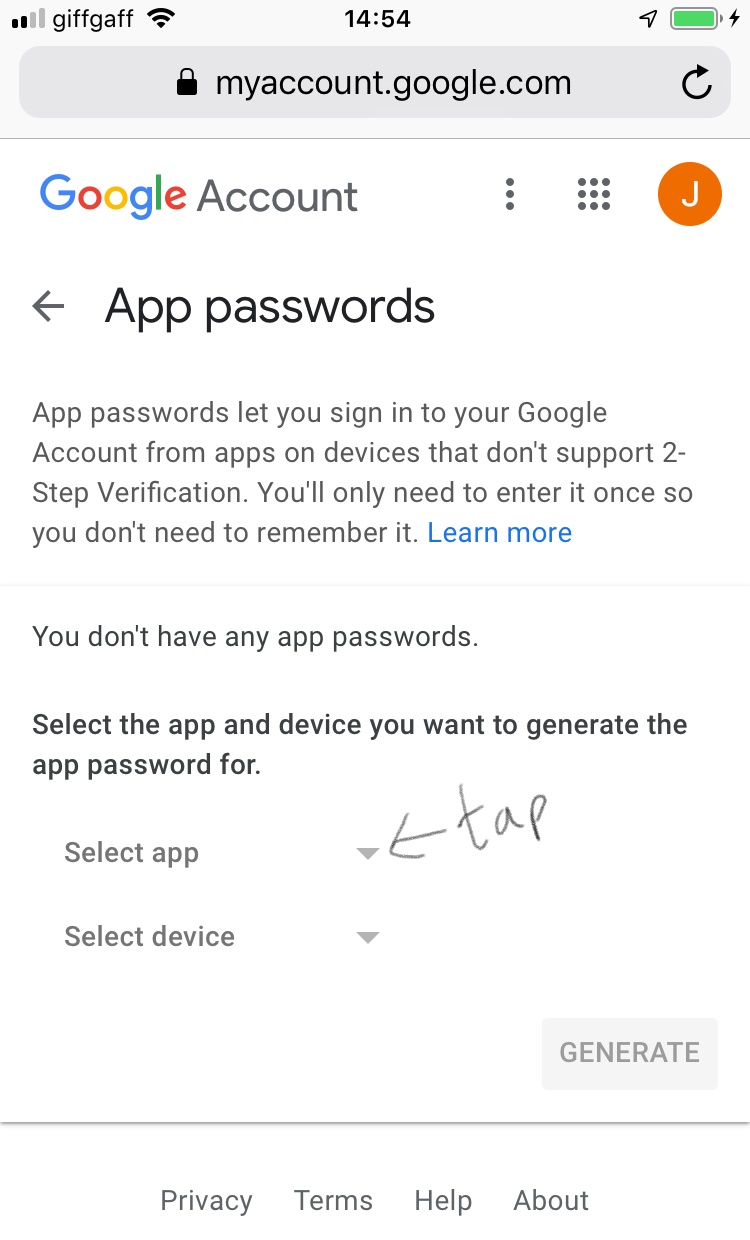 giffgaff 14:54
myaccount.google.com
Google Account J
App passwords
App passwords let you sign in to your Google
Account from apps on devices that don't support 2-
Step Verification. You'll only need to enter it once so
you don't need to remember it. Learn more
You don't have any app passwords.
Select the app and device you want to generate the
app password for.
tap
Select app
Select device
GENERATE
Privacy Terms Help About